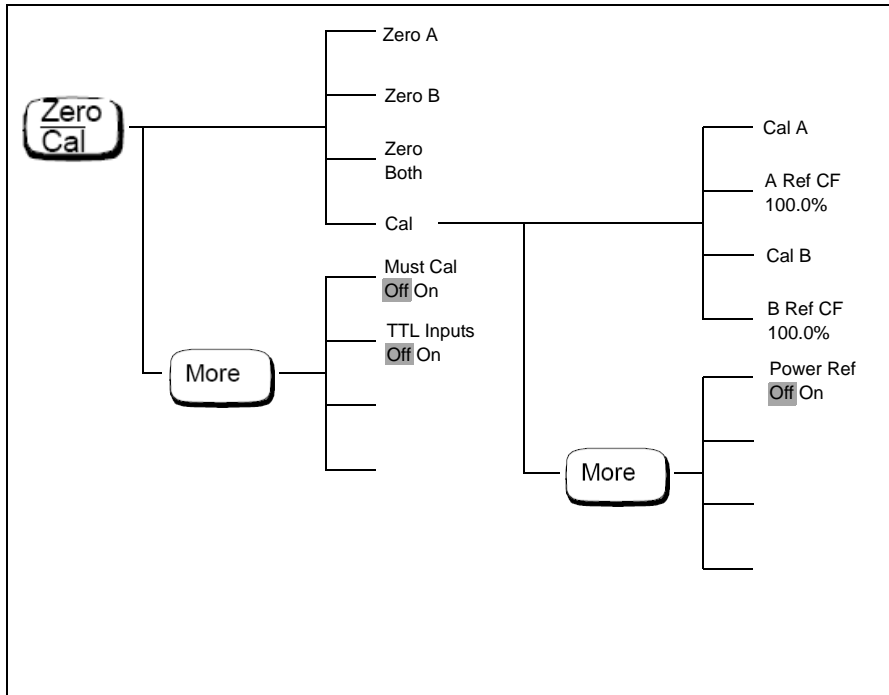 Zero
Cal
Zero A
Zero B
Zero
Both
Cal
Must Cal
Off On
TTL Inputs
Off On
More
Cal A
A Ref CF
100.0%
Cal B
B Ref CF
100.0%
Power Ref
Off On
More